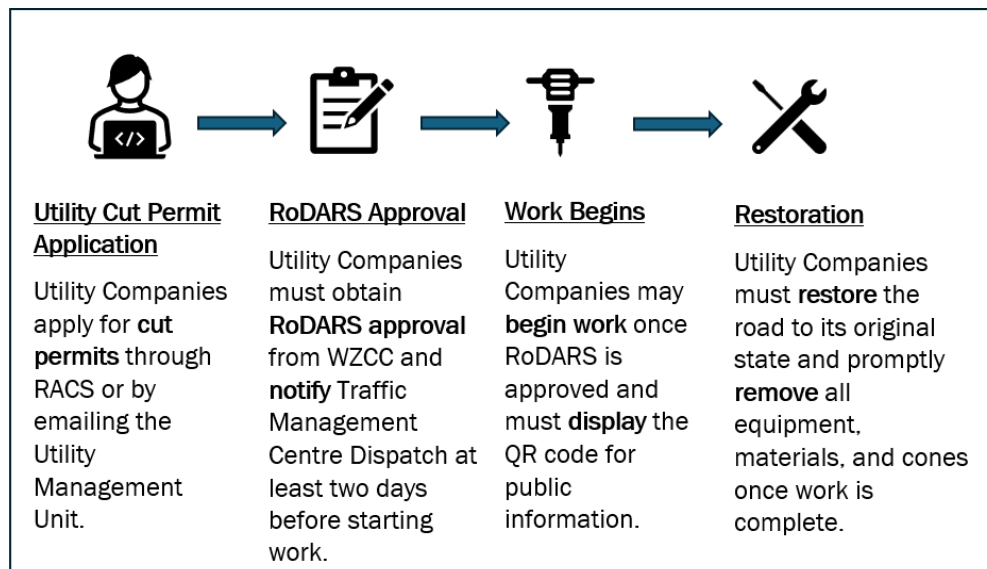 </>
Utility Cut Permit
Application
Utility Companies
apply for cut
permits through
RACS or by
emailing the
Utility
Management
Unit.
RoDARS Approval
Utility Companies
must obtain
RoDARS approval
from WZCC and
notify Traffic
Management
Centre Dispatch at
least two days
before starting
work.
Work Begins
Utility
Companies may
begin work once
RoDARS is
approved and
must display the
QR code for
public
information.
Restoration
Utility Companies
must restore the
road to its original
state and promptly
remove all
equipment,
materials, and cones
once work is
complete.